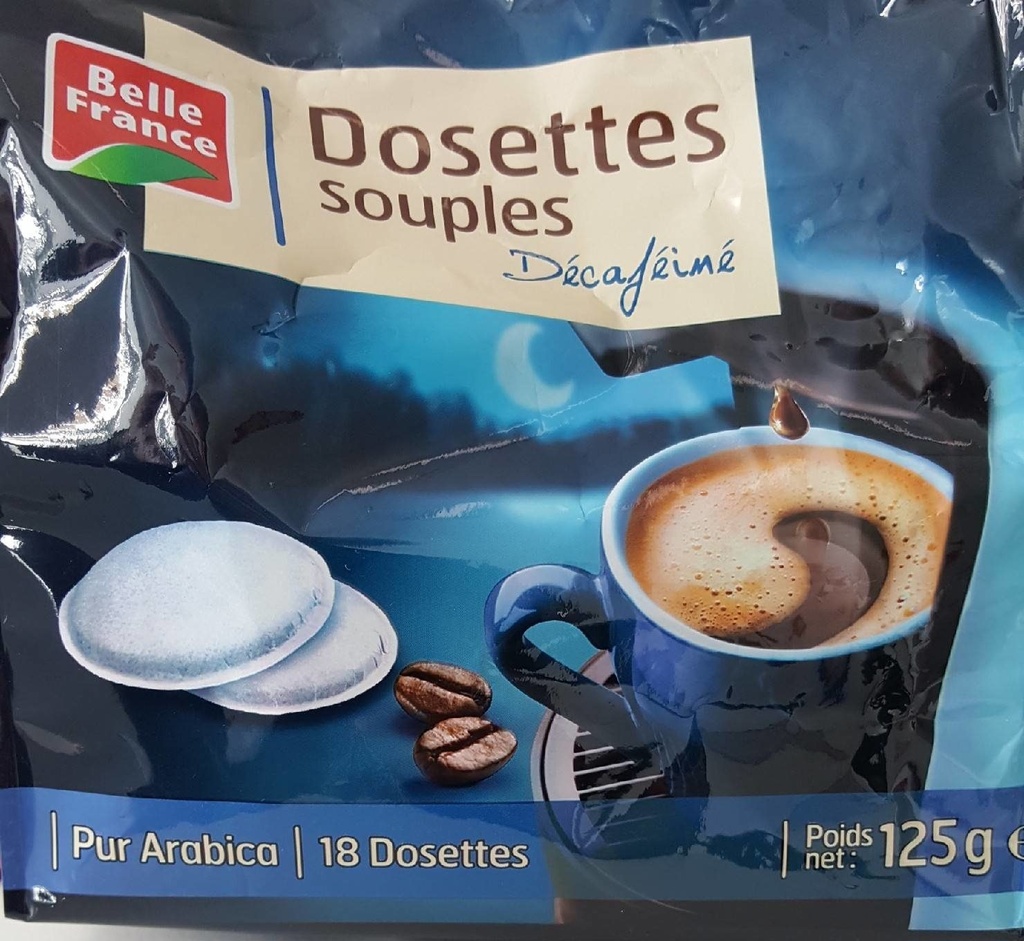 Belle
France
Dosettes
souples
Décaféiné
Pur Arabica | 18 Dosettes
Poids
net : 125g e